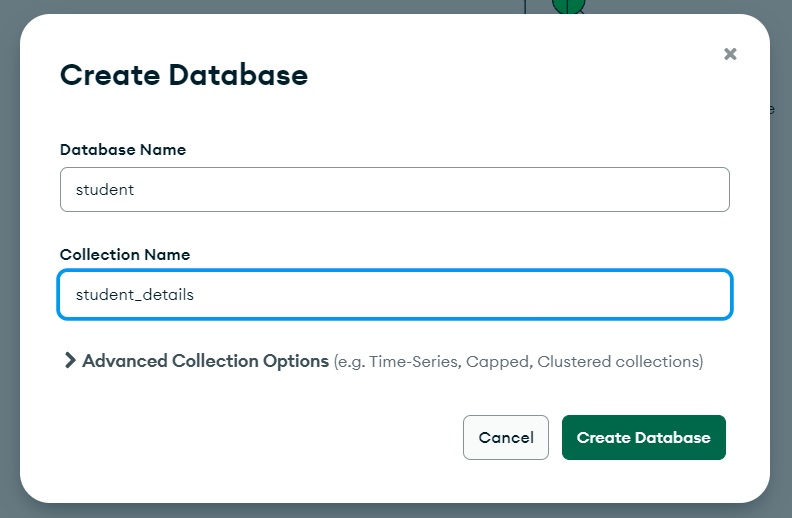 Create Database
Database Name
student
Collection Name
student_details
Advanced Collection Options (e.g. Time-Series, Capped, Clustered collections)
Cancel Create Database